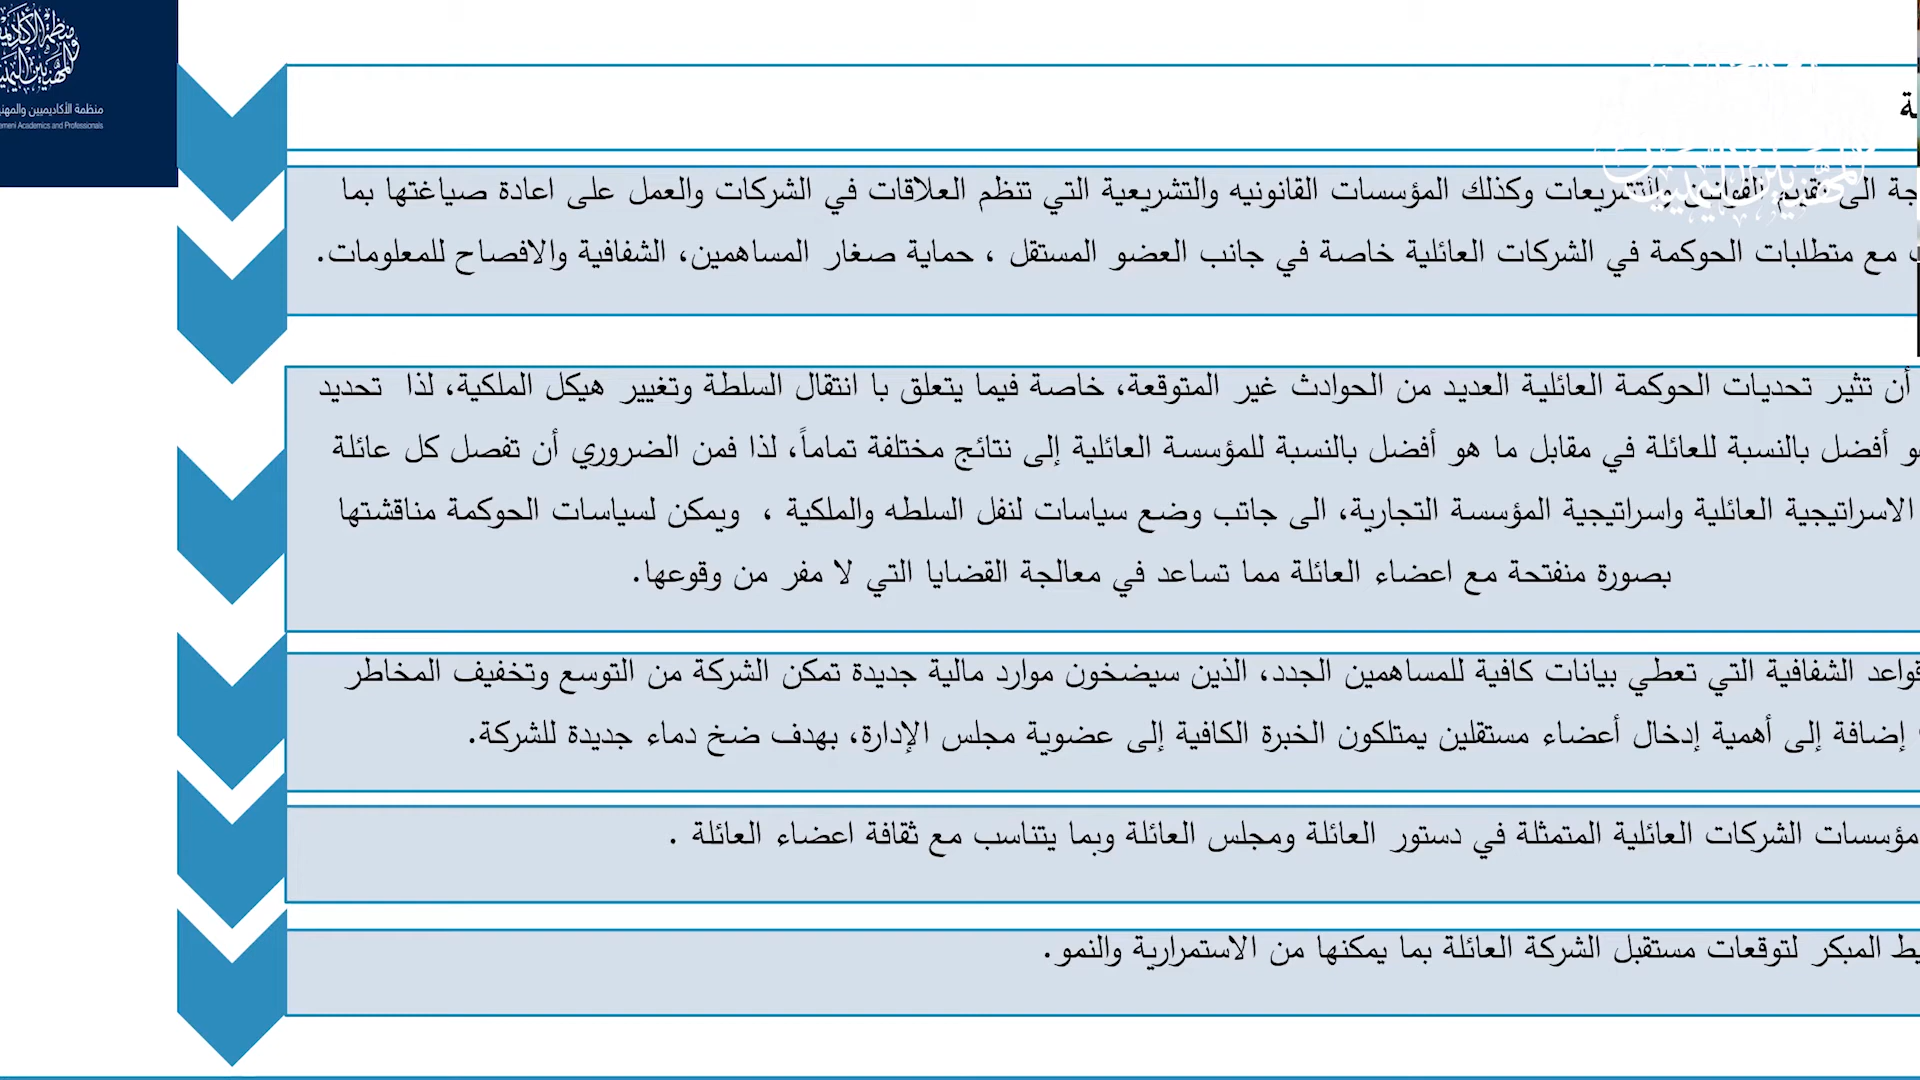 منظمة الأكاديميين
Academics and Professionals
تقييم القوانين والتشريعات وكذلك المؤسسات القانونيه والتشريعية التي تنظم العلاقات في الشركات والعمل على اعادة صياغتها بما
مع متطلبات الحوكمة في الشركات العائلية خاصة في جانب العضو المستقل ، حماية صغار المساهمين، الشفافية والافصاح للمعلومات.
أن تثير تحديات الحوكمة العائلية العديد من الحوادث غير المتوقعة، خاصة فيما يتعلق با انتقال السلطة وتغيير هيكل الملكية، لذا تحديد
أفضل بالنسبة للعائلة في مقابل ما هو أفضل بالنسبة للمؤسسة العائلية إلى نتائج مختلفة تماماً، لذا فمن الضروري أن تفصل كل عائلة
الاسراتيجية العائلية واسراتيجية المؤسسة التجارية، الى جاتب وضع سياسات لنفل السلطه والملكية ، ويمكن لسياسات الحوكمة مناقشتها
بصورة منفتحة مع اعضاء العائلة مما تساعد في معالجة القضايا التي لا مفر من وقوعها.
الشفافية التي تعطي بيانات كافية للمساهمين الجدد، الذين سيضخون موارد مالية جديدة تمكن الشركة من التوسع وتخفيف المخاطر
إضافة إلى أهمية إدخال أعضاء مستقلين يمتلكون الخبرة الكافية إلى عضوية مجلس الإدارة، بهدف ضخ دماء جديدة للشركة.
مؤسسات الشركات العائلية المتمثلة في دستور العائلة ومجلس العائلة وبما يتناسب مع ثقافة اعضاء العائلة .
المبكر لتوقعات مستقبل الشركة العائلة بما يمكنها من الاستمرارية والنمو.